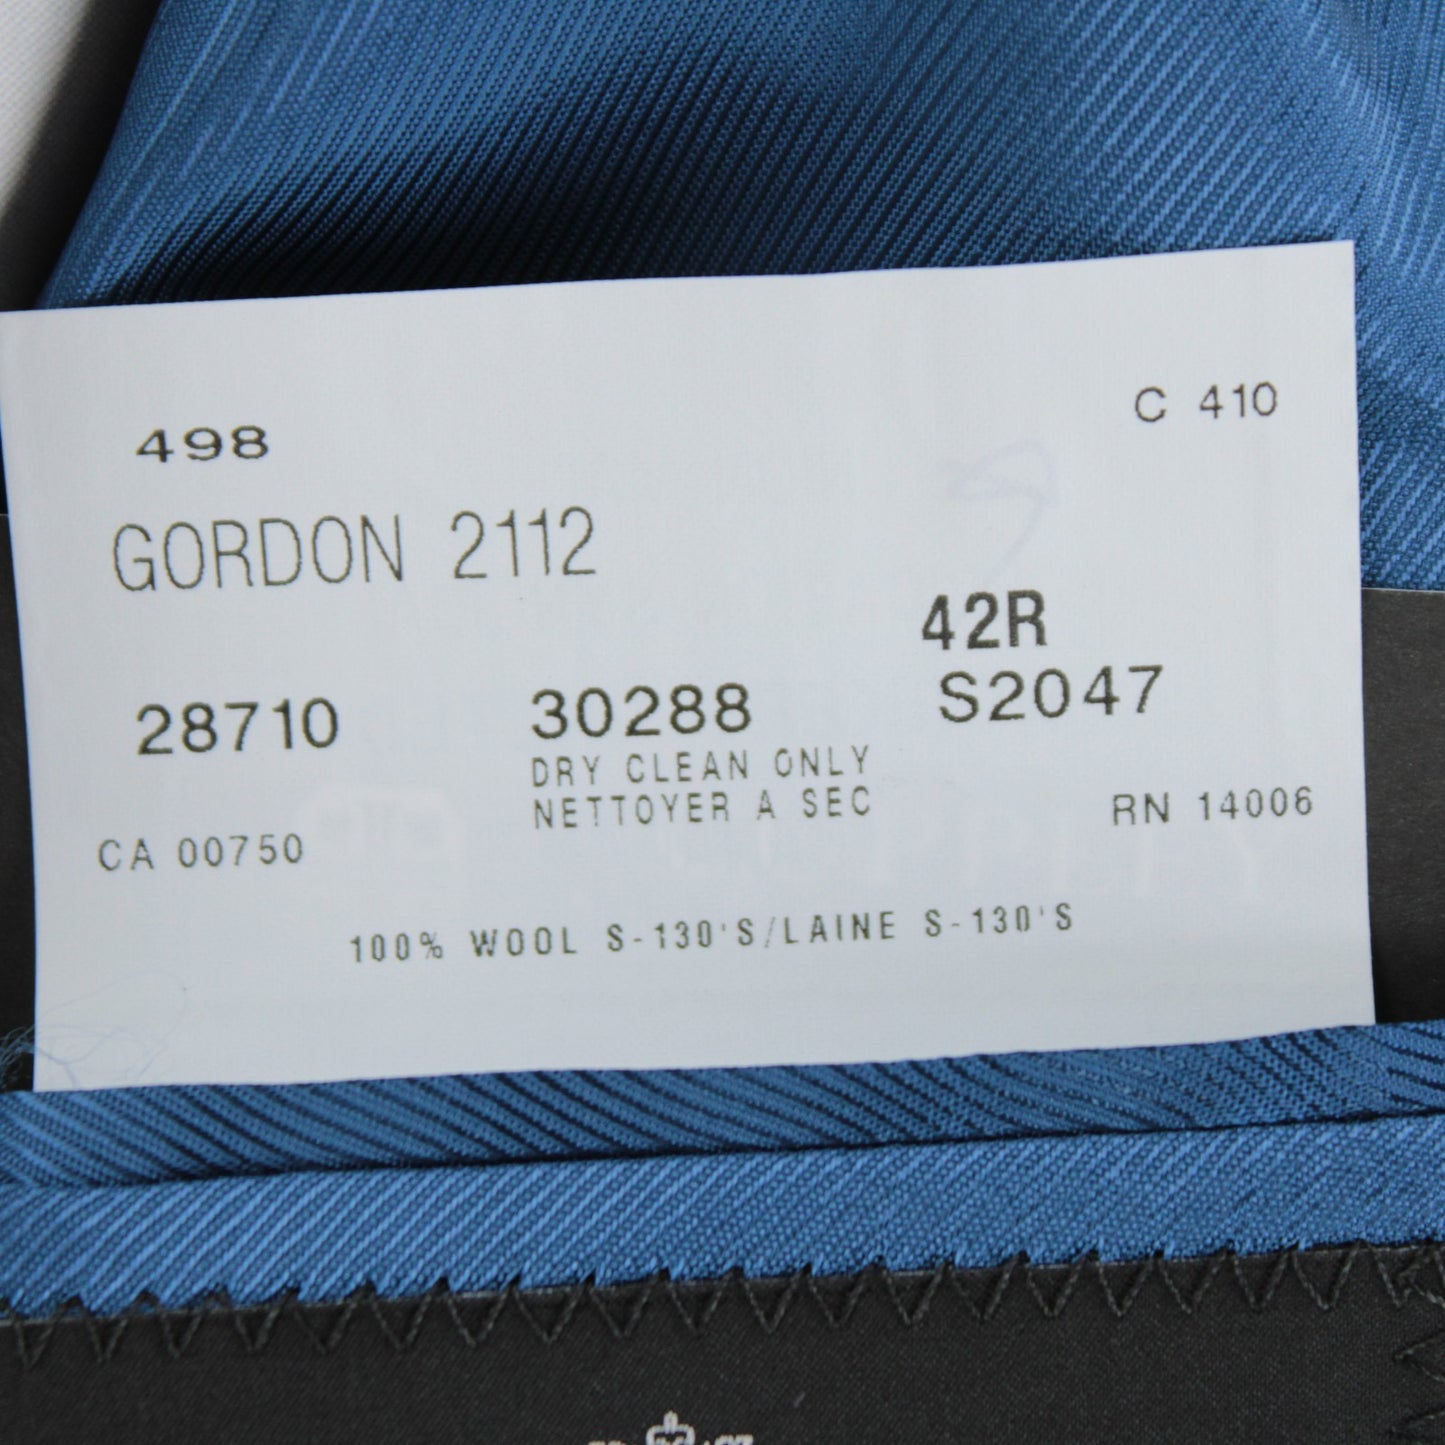 C 410
498
GORDON 2112
42R
28710 30288 S2047
DRY CLEAN ONLY
NETTOYER A SEC
CA 00750 RN 14006
100% WOOL S-130'S/LAINE S-130'S